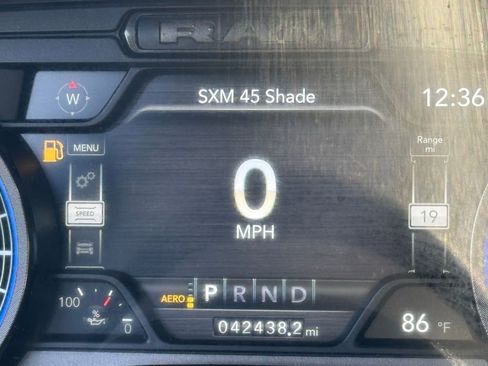 RAM
W
SXM 45 Shade
12:36
MENU
Range
mi
0
SPEED
19
MPH
100
%
0
AERO
P R N D
042438.2 mi
86 °F